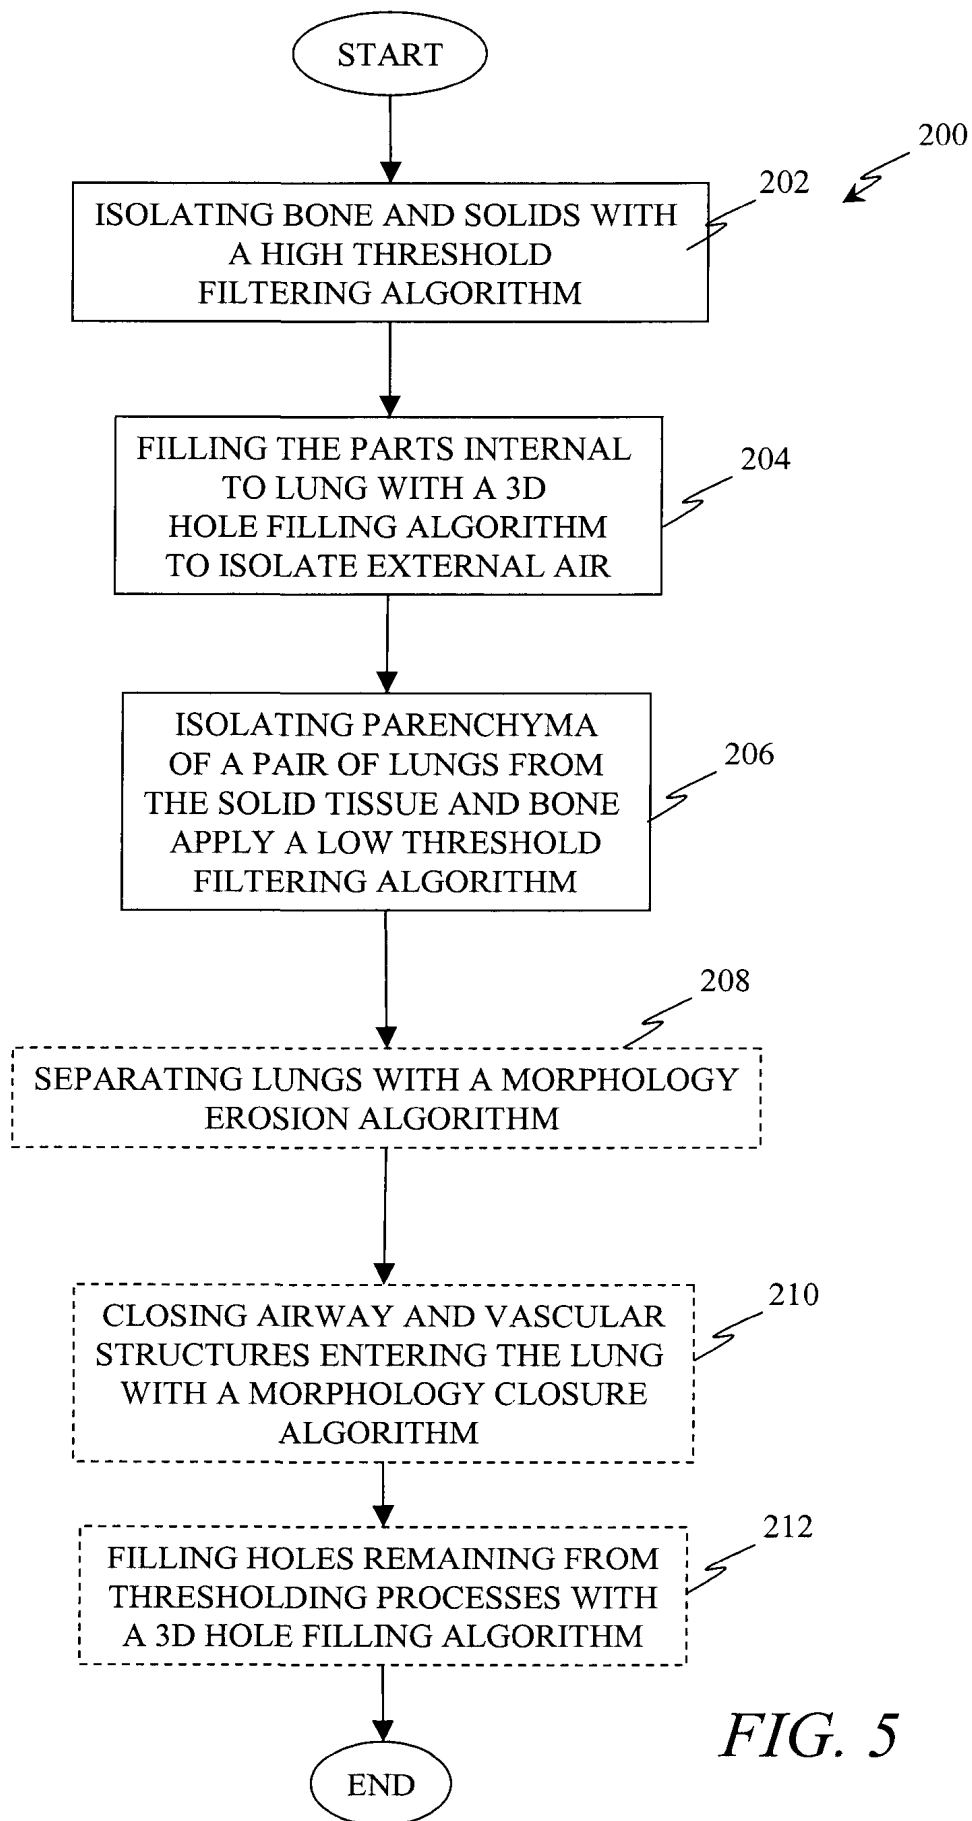 START
200
202
ISOLATING BONE AND SOLIDS WITH
A HIGH THRESHOLD
FILTERING ALGORITHM
204
FILLING THE PARTS INTERNAL
TO LUNG WITH A 3D
HOLE FILLING ALGORITHM
TO ISOLATE EXTERNAL AIR
206
ISOLATING PARENCHYMA
OF A PAIR OF LUNGS FROM
THE SOLID TISSUE AND BONE
APPLY A LOW THRESHOLD
FILTERING ALGORITHM
208
SEPARATING LUNGS WITH A MORPHOLOGY
EROSION ALGORITHM
210
CLOSING AIRWAY AND VASCULAR
STRUCTURES ENTERING THE LUNG
WITH A MORPHOLOGY CLOSURE
ALGORITHM
212
FILLING HOLES REMAINING FROM
THRESHOLDING PROCESSES WITH
A 3D HOLE FILLING ALGORITHM
FIG. 5
END